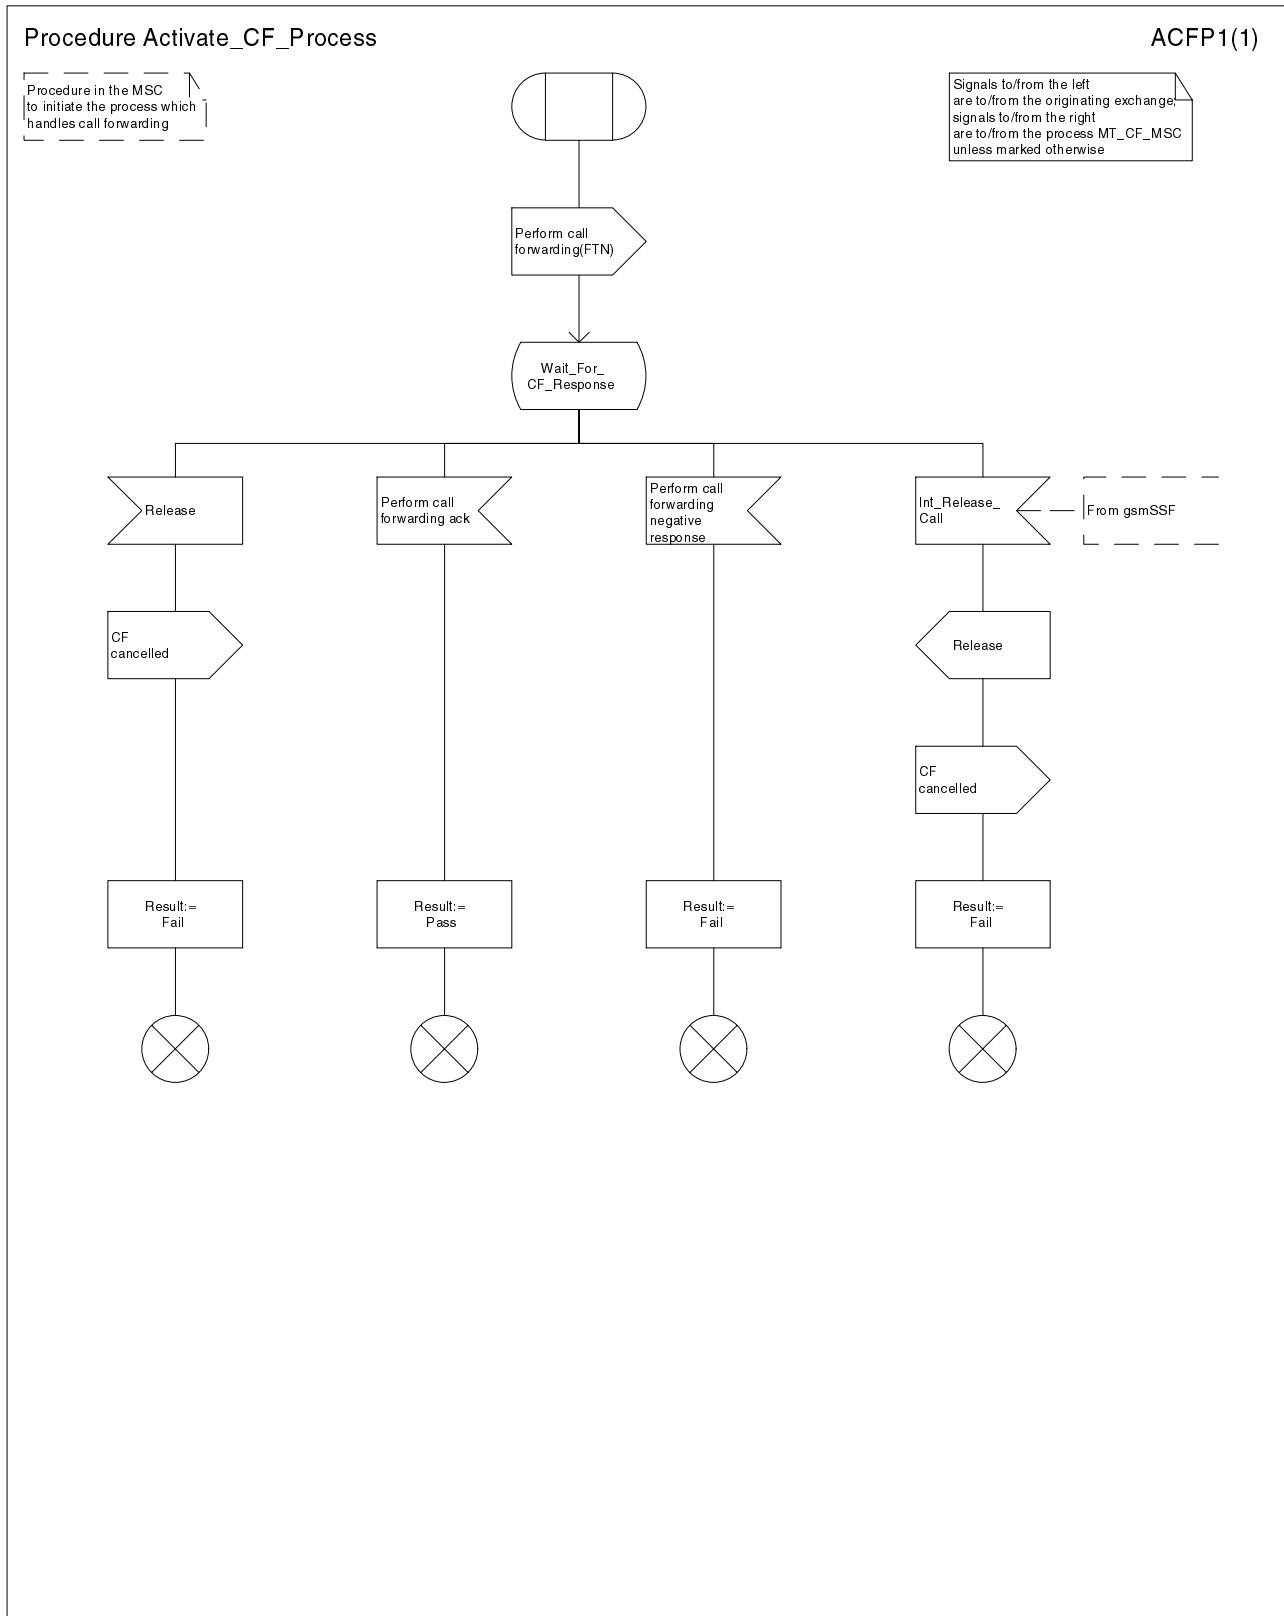 Procedure Activate_CF_Process
ACFP1(1)
Procedure in the MSC
to initiate the process which
handles call forwarding
Signals to/from the left
are to/from the originating exchange;
signals to/from the right
are to/from the process MT_CF_MSC
unless marked otherwise
Perform call
forwarding(FTN)
Wait_For_
CF_Response
Release
Perform call
forwarding ack
Perform call
forwarding
negative
response
Int_Release_
Call
From gsmSSF
CF
cancelled
Release
CF
cancelled
Result:=
Fail
Result:=
Pass
Result:=
Fail
Result:=
Fail